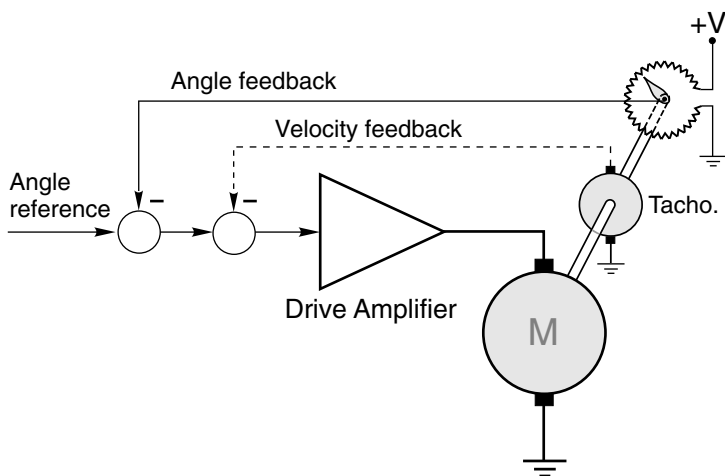 +V
Angle feedback
Velocity feedback
Angle
reference
–
–
Tacho.
Drive Amplifier
M